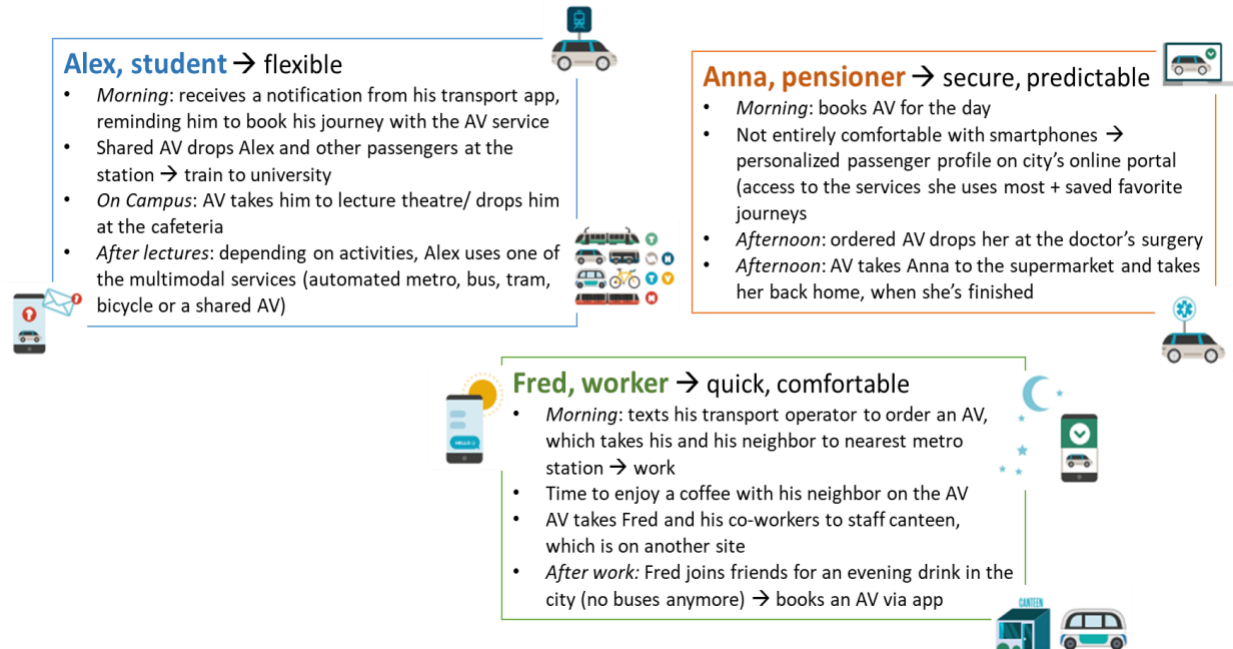 Alex, student → flexible
• Morning: receives a notification from his transport app,
reminding him to book his journey with the AV service
• Shared AV drops Alex and other passengers at the
station → train to university
• On Campus: AV takes him to lecture theatre/ drops him
at the cafeteria
• After lectures: depending on activities, Alex uses one of
the multimodal services (automated metro, bus, tram,
bicycle or a shared AV)
Anna, pensioner → secure, predictable
• Morning: books AV for the day
• Not entirely comfortable with smartphones →
personalized passenger profile on city's online portal
(access to the services she uses most + saved favorite
journeys
• Afternoon: ordered AV drops her at the doctor's surgery
• Afternoon: AV takes Anna to the supermarket and takes
her back home, when she's finished
Fred, worker → quick, comfortable
• Morning: texts his transport operator to order an AV,
which takes his and his neighbor to nearest metro
station → work
• Time to enjoy a coffee with his neighbor on the AV
• AV takes Fred and his co-workers to staff canteen,
which is on another site
• After work: Fred joins friends for an evening drink in the
city (no buses anymore) → books an AV via app
CANTEEN